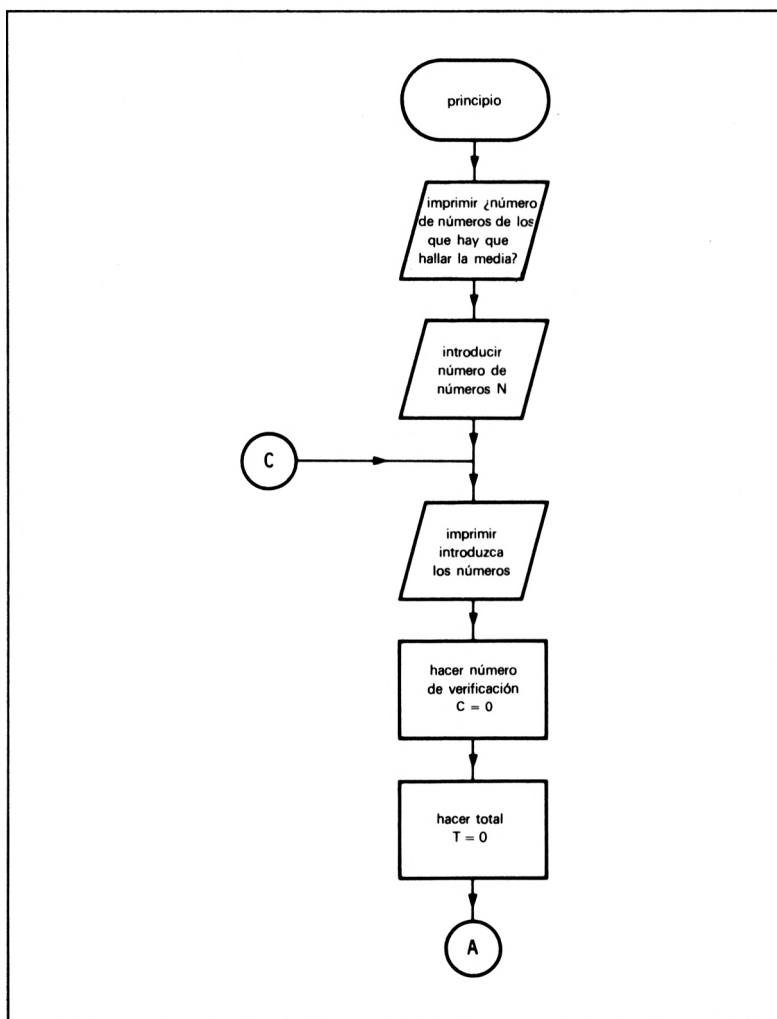 principio
imprimir ¿número
de números de los
que hay que
hallar la media?
introducir
número de
números N
C
imprimir
introduzca
los números
hacer número
de verificación
C = 0
hacer total
T = 0
A